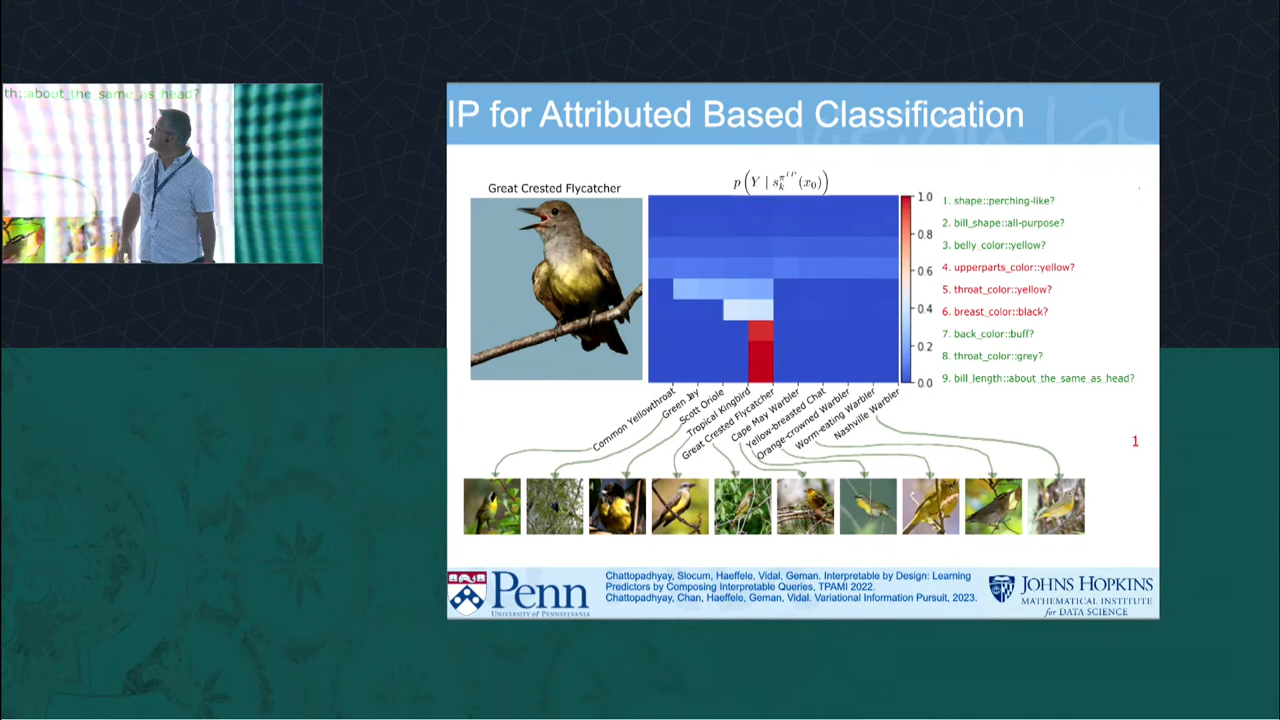 th::about_the_same_as_head?
IP for Attributed Based Classification
Great Crested Flycatcher
p(Y | s_k^{π^{IP}}(x_0))
1.0
0.8
0.6
0.4
0.2
0.0
1. shape::perching-like?
2. bill_shape::all-purpose?
3. belly_color::yellow?
4. upperparts_color::yellow?
5. throat_color::yellow?
6. breast_color::black?
7. back_color::buff?
8. throat_color::grey?
9. bill_length::about_the_same_as_head?
Common Yellowthroat
Green Jay
Scott Oriole
Tropical Kingbird
Great Crested Flycatcher
Cape May Warbler
Yellow-breasted Chat
Orange-crowned Warbler
Worm-eating Warbler
Nashville Warbler
1
Penn
UNIVERSITY OF PENNSYLVANIA
Chattopadhyay, Slocum, Haeffele, Vidal, Geman. Interpretable by Design: Learning
Predictors by Composing Interpretable Queries, TPAMI 2022.
Chattopadhyay, Chan, Haeffele, Geman, Vidal. Variational Information Pursuit, 2023.
JOHNS HOPKINS
MATHEMATICAL INSTITUTE
for DATA SCIENCE